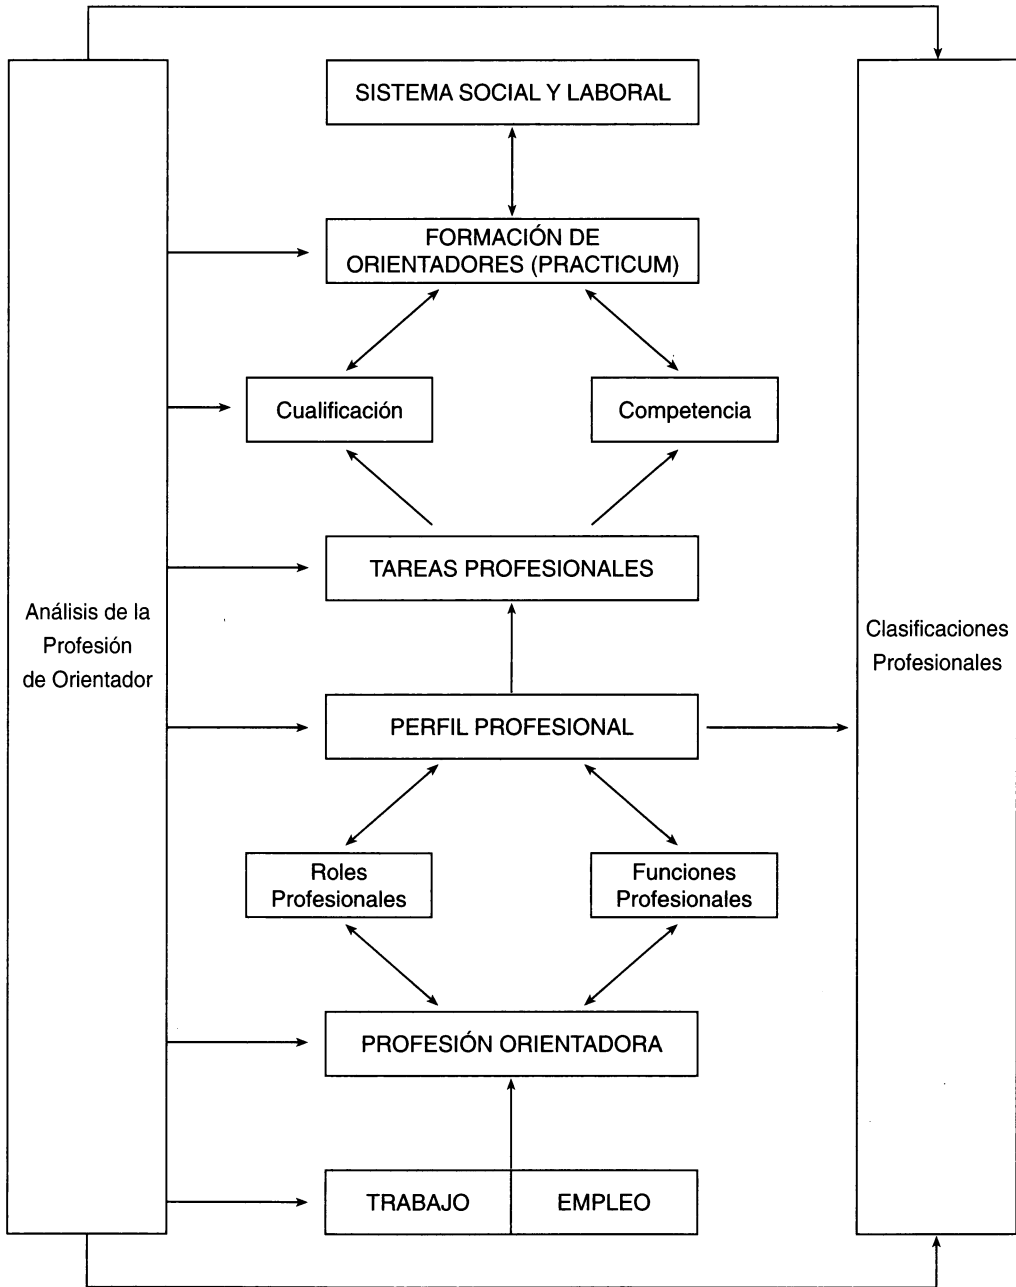 SISTEMA SOCIAL Y LABORAL
FORMACIÓN DE
ORIENTADORES (PRACTICUM)
Cualificación
Competencia
TAREAS PROFESIONALES
Análisis de la
Profesión
de Orientador
Clasificaciones
Profesionales
PERFIL PROFESIONAL
Roles
Profesionales
Funciones
Profesionales
PROFESIÓN ORIENTADORA
TRABAJO
EMPLEO